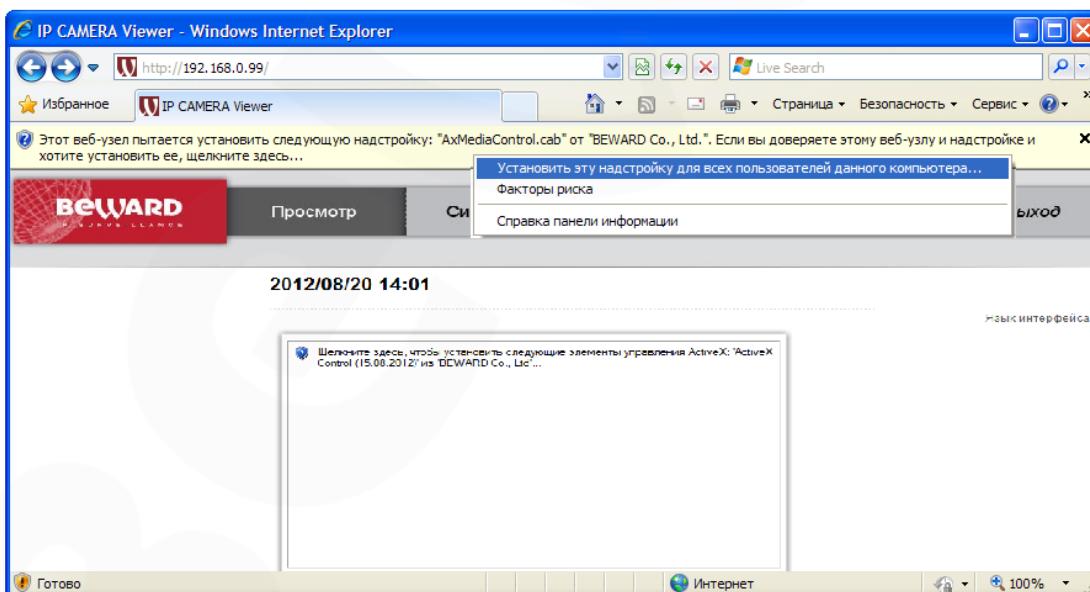 IP CAMERA Viewer - Windows Internet Explorer
http://192.168.0.99/
Live Search
Избранное
IP CAMERA Viewer
Страница
Безопасность
Сервис
Этот веб-узел пытается установить следующую надстройку: "AxMediaControl.cab" от "BEWARD Co., Ltd.". Если вы доверяете этому веб-узлу и надстройке и
хотите установить ее, щелкните здесь...
Установить эту надстройку для всех пользователей данного компьютера...
Факторы риска
Справка панели информации
BEWARD
Просмотр
Си
ыход
2012/08/20 14:01
Язык интерфейса
Щелкните здесь, чтобы установить следующие элементы управления ActiveX: 'ActiveX
Control (15.08.2012)' из 'BEWARD Co., Ltd'...
Готово
Интернет
100%